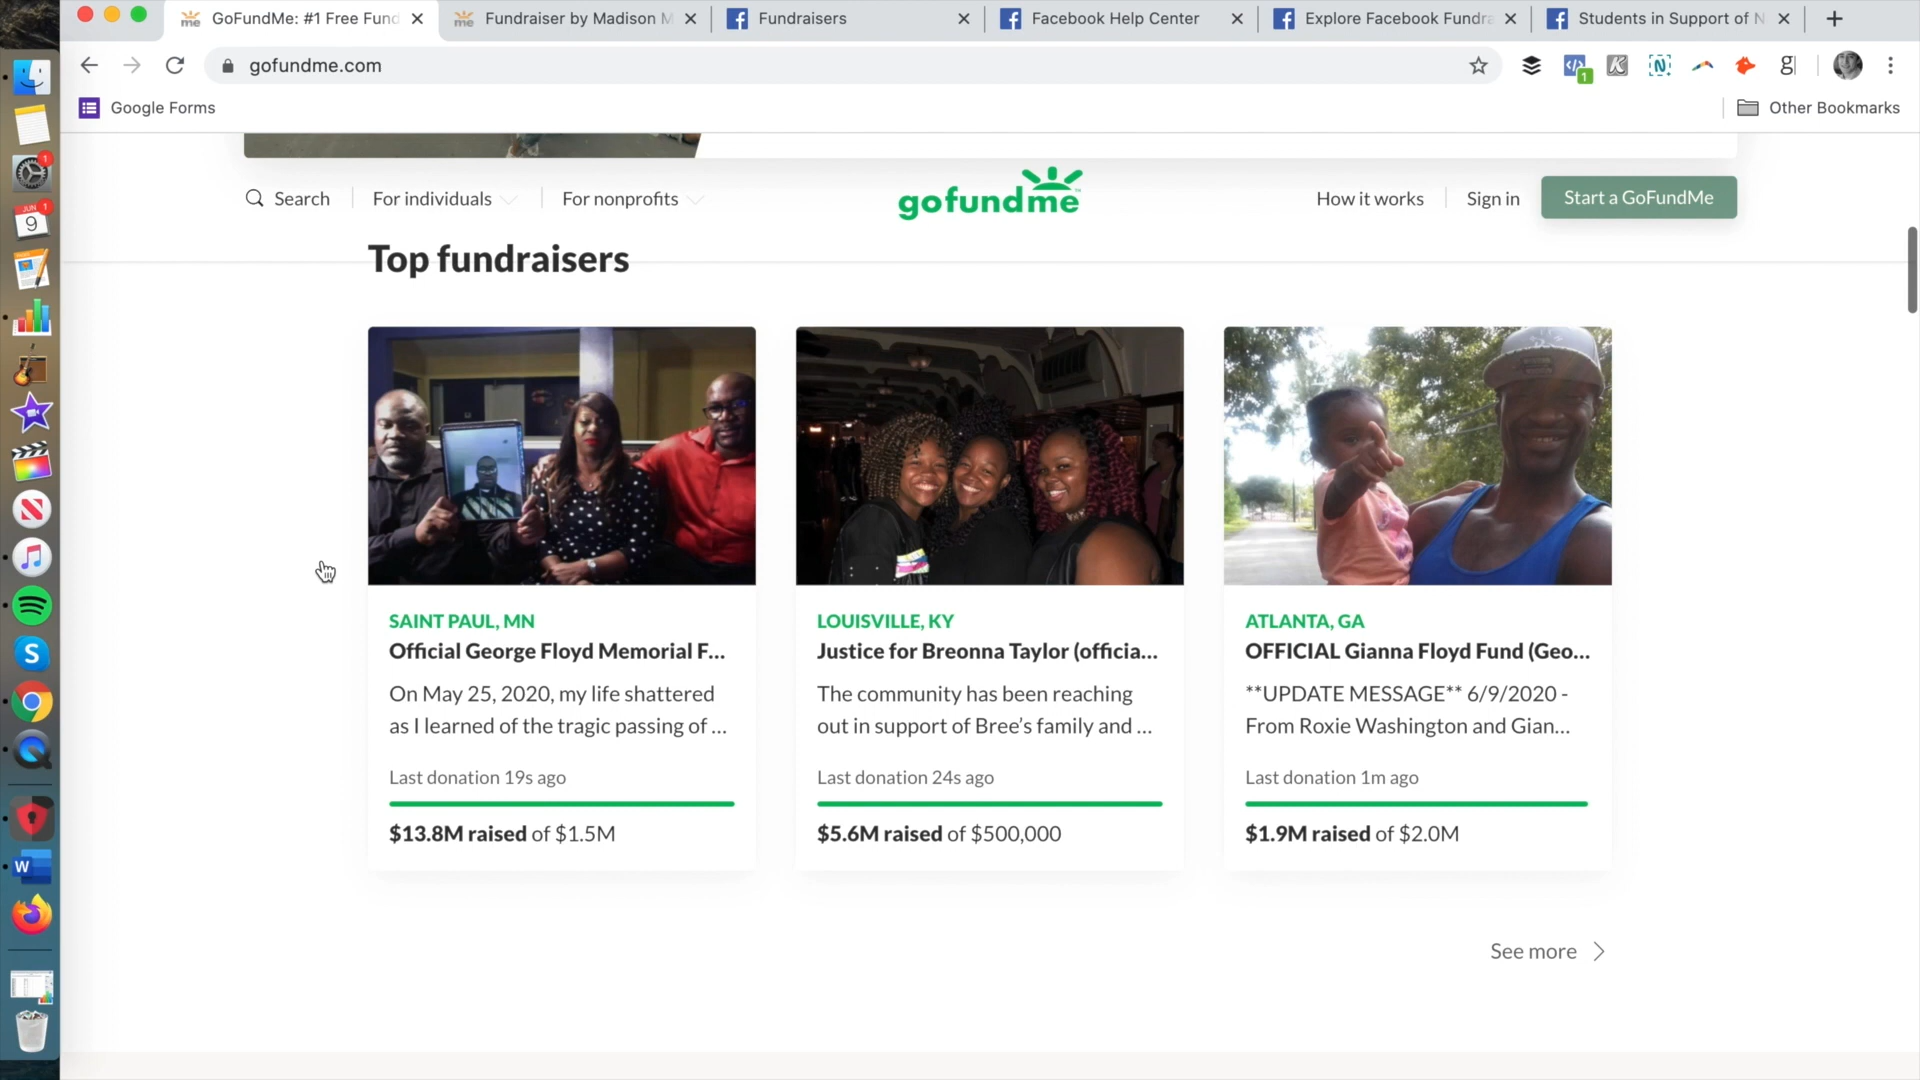 GoFundMe: #1 Free Fund
Fundraiser by Madison M
Fundraisers
Facebook Help Center
Explore Facebook Fundra
Students in Support of N
gofundme.com
1
Google Forms
Other Bookmarks
Search
For individuals
For nonprofits
gofundme
How it works
Sign in
Start a GoFundMe
Top fundraisers
SAINT PAUL, MN
Official George Floyd Memorial F...
On May 25, 2020, my life shattered
as I learned of the tragic passing of ...
Last donation 19s ago
$13.8M raised of $1.5M
LOUISVILLE, KY
Justice for Breonna Taylor (officia...
The community has been reaching
out in support of Bree’s family and ...
Last donation 24s ago
$5.6M raised of $500,000
ATLANTA, GA
OFFICIAL Gianna Floyd Fund (Geo...
**UPDATE MESSAGE** 6/9/2020 -
From Roxie Washington and Gian...
Last donation 1m ago
$1.9M raised of $2.0M
See more
1
JUN
1
9
S
W